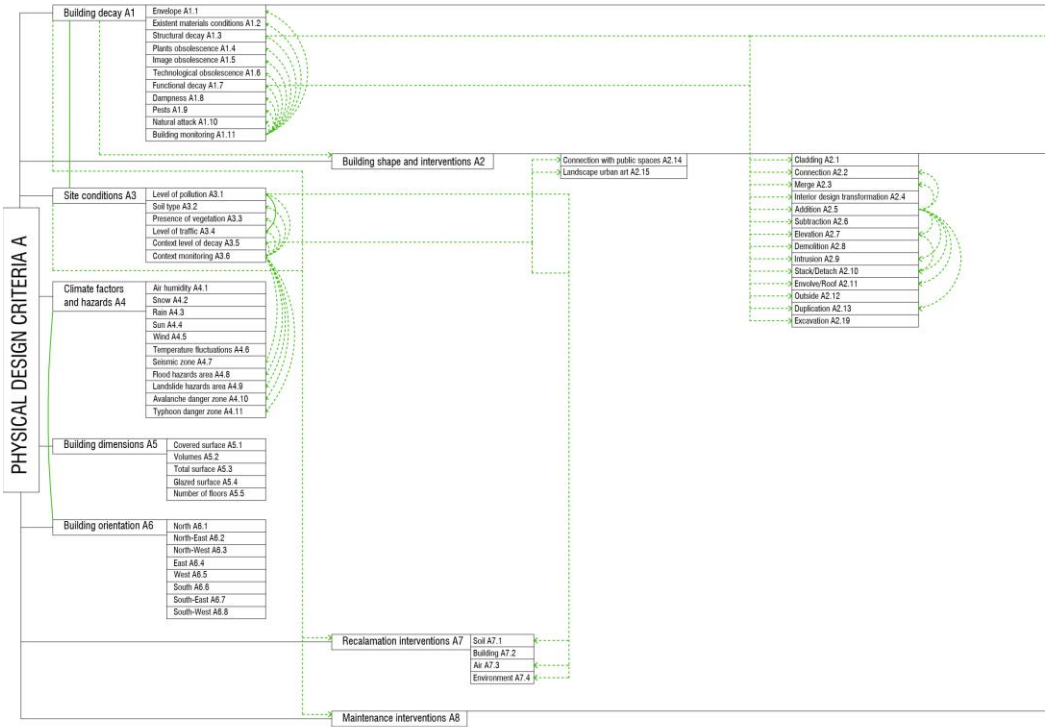 PHYSICAL DESIGN CRITERIA A
Building decay A1
Envelope A1.1
Existent materials conditions A1.2
Structural decay A1.3
Plants obsolescence A1.4
Image obsolescence A1.5
Technological obsolescence A1.6
Functional decay A1.7
Dampness A1.8
Pests A1.9
Natural attack A1.10
Building monitoring A1.11
Building shape and interventions A2
Connection with public spaces A2.14
Landscape urban art A2.15
Cladding A2.1
Connection A2.2
Merge A2.3
Interior design transformation A2.4
Addition A2.5
Subtraction A2.6
Elevation A2.7
Demolition A2.8
Intrusion A2.9
Stack/Detach A2.10
Envolve/Roof A2.11
Outside A2.12
Duplication A2.13
Excavation A2.19
Site conditions A3
Level of pollution A3.1
Soil type A3.2
Presence of vegetation A3.3
Level of traffic A3.4
Context level of decay A3.5
Context monitoring A3.6
Climate factors
and hazards A4
Air humidity A4.1
Snow A4.2
Rain A4.3
Sun A4.4
Wind A4.5
Temperature fluctuations A4.6
Seismic zone A4.7
Flood hazards area A4.8
Landslide hazards area A4.9
Avalanche danger zone A4.10
Typhoon danger zone A4.11
Building dimensions A5
Covered surface A5.1
Volumes A5.2
Total surface A5.3
Glazed surface A5.4
Number of floors A5.5
Building orientation A6
North A6.1
North-East A6.2
North-West A6.3
East A6.4
West A6.5
South A6.6
South-East A6.7
South-West A6.8
Recalamation interventions A7
Soil A7.1
Building A7.2
Air A7.3
Environment A7.4
Maintenance interventions A8